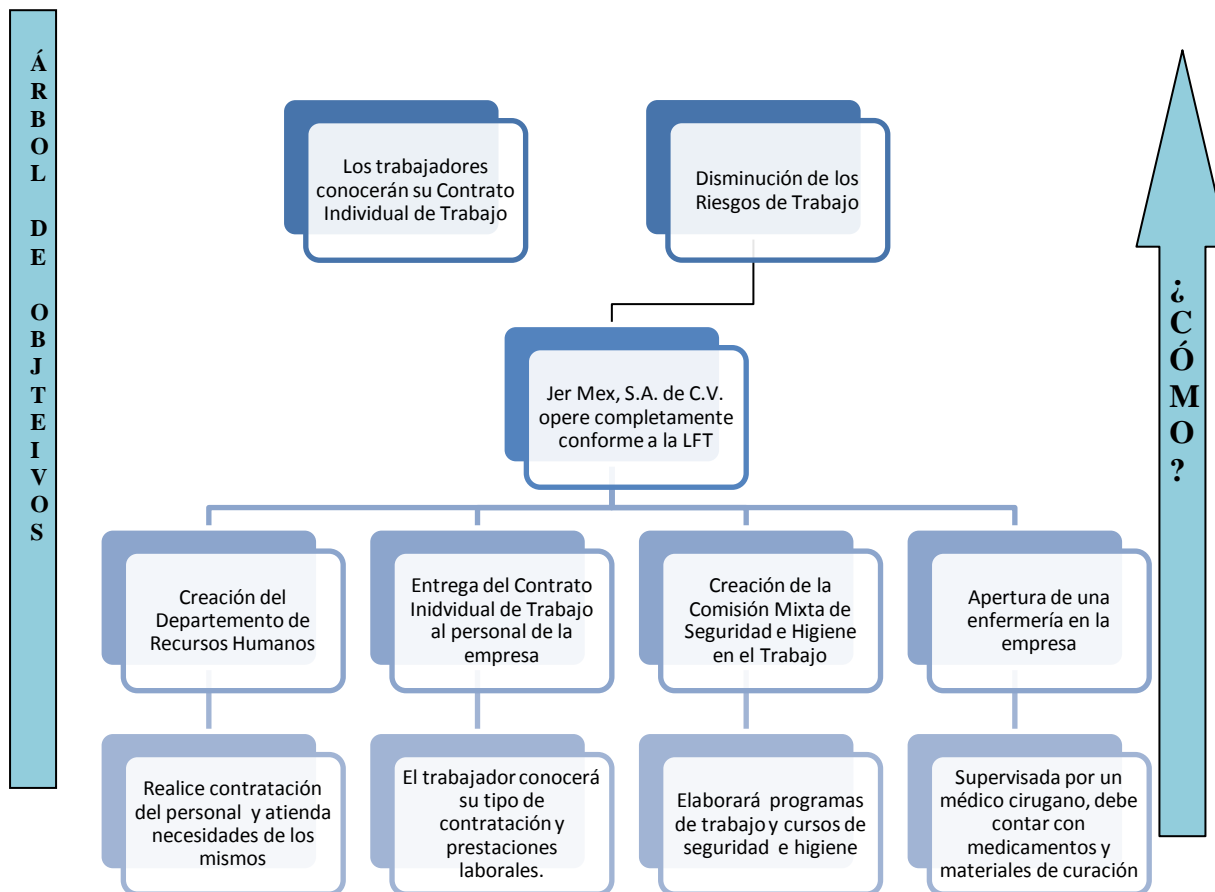 ÁRBOL DE OBJTEIVOS
Los trabajadores
conocerán su Contrato
Individual de Trabajo
Disminución de los
Riesgos de Trabajo
¿CÓMO?
Jer Mex, S.A. de C.V.
opere completamente
conforme a la LFT
Creación del
Departemento de
Recursos Humanos
Entrega del Contrato
Inidvidual de Trabajo
al personal de la
empresa
Creación de la
Comisión Mixta de
Seguridad e Higiene
en el Trabajo
Apertura de una
enfermería en la
empresa
Realice contratación
del personal y atienda
necesidades de los
mismos
El trabajador conocerá
su tipo de
contratación y
prestaciones
laborales.
Elaborará programas
de trabajo y cursos de
seguridad e higiene
Supervisada por un
médico cirugano, debe
contar con
medicamentos y
materiales de curación